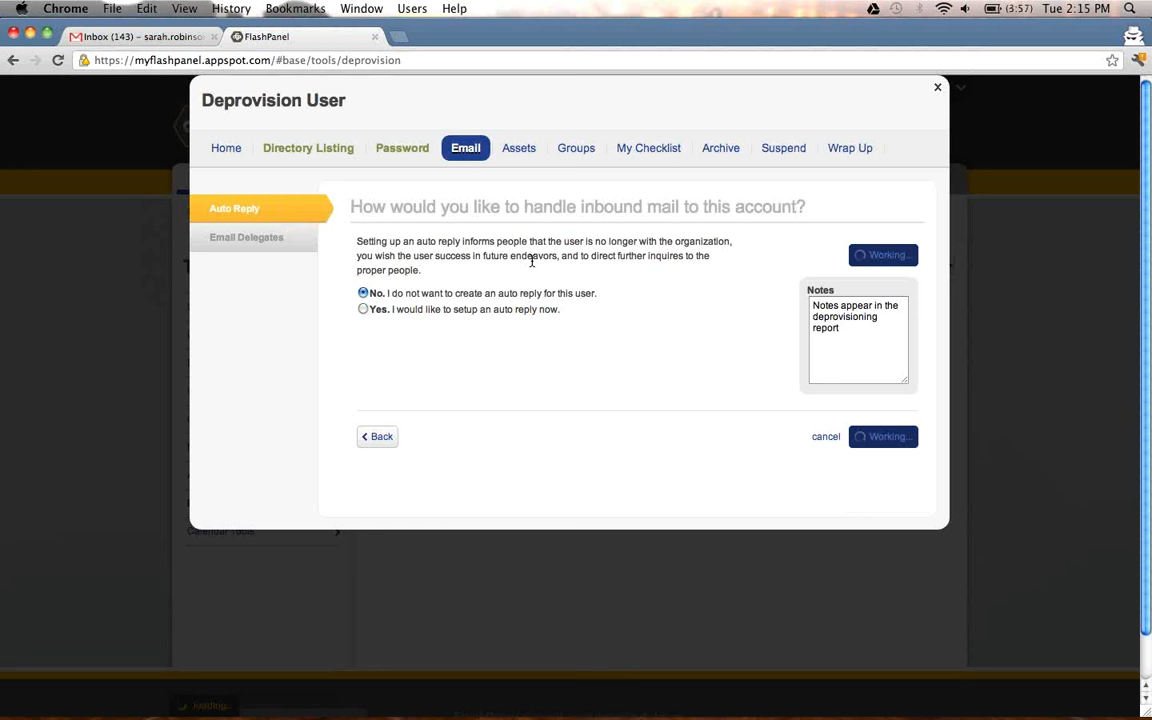 Chrome File Edit View History Bookmarks Window Users Help (3:57) Tue 2:15 PM
Inbox (143) – sarah.robinso
FlashPanel
https://myflashpanel.appspot.com/#base/tools/deprovision
Deprovision User
Home Directory Listing Password Email Assets Groups My Checklist Archive Suspend Wrap Up
Auto Reply
Email Delegates
How would you like to handle inbound mail to this account?
Setting up an auto reply informs people that the user is no longer with the organization,
you wish the user success in future endeavors, and to direct further inquires to the
proper people.
No. I do not want to create an auto reply for this user.
Yes. I would like to setup an auto reply now.
Working...
Notes
Notes appear in the
deprovisioning
report
Back
cancel
Working...
Calendar Tools
loading